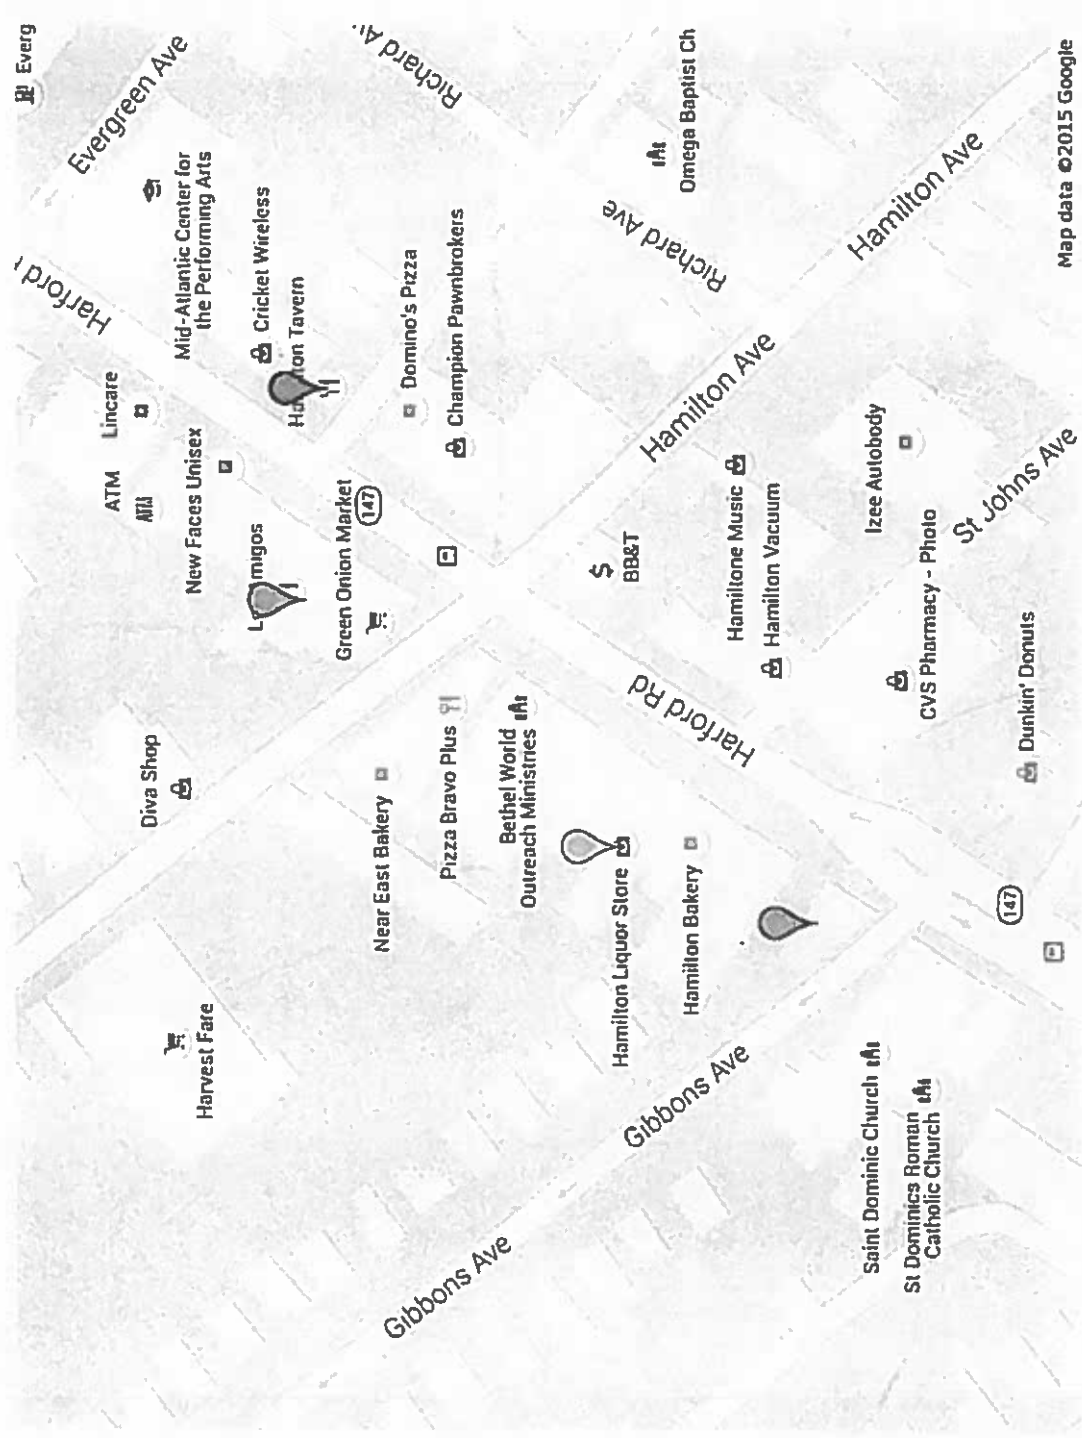 Everg
Evergreen Ave
Richard Av
Mid-Atlantic Center for
the Performing Arts
Harford
Cricket Wireless
Tavern
Domino's Pizza
Champion Pawnbrokers
Omega Baptist Ch
Richard Ave
Hamilton Ave
Map data ©2015 Google
Lincare
ATM
ATM
New Faces Unisex
migos
Green Onion Market
147
Hamilton Ave
$
BB&T
Hamiltone Music
Hamilton Vacuum
Izee Autobody
St Johns Ave
CVS Pharmacy - Photo
Dunkin' Donuts
Harford Rd
Diva Shop
Near East Bakery
Pizza Bravo Plus
Bethel World
Outreach Ministries
Hamilton Liquor Store
Hamilton Bakery
147
Harvest Fare
Gibbons Ave
Gibbons Ave
Saint Dominic Church
St Dominics Roman
Catholic Church